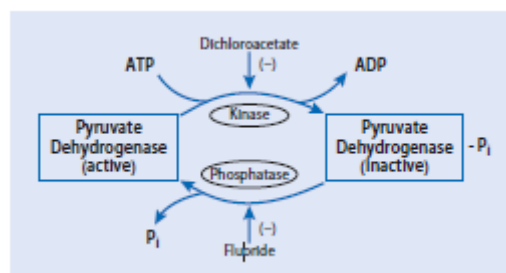 Dichloroacetate
ATP
(−)
ADP
Kinase
Pyruvate
Dehydrogenase
(active)
Pyruvate
Dehydrogenase
(inactive)
- Pi
Phosphatase
Pi
(−)
Fluoride